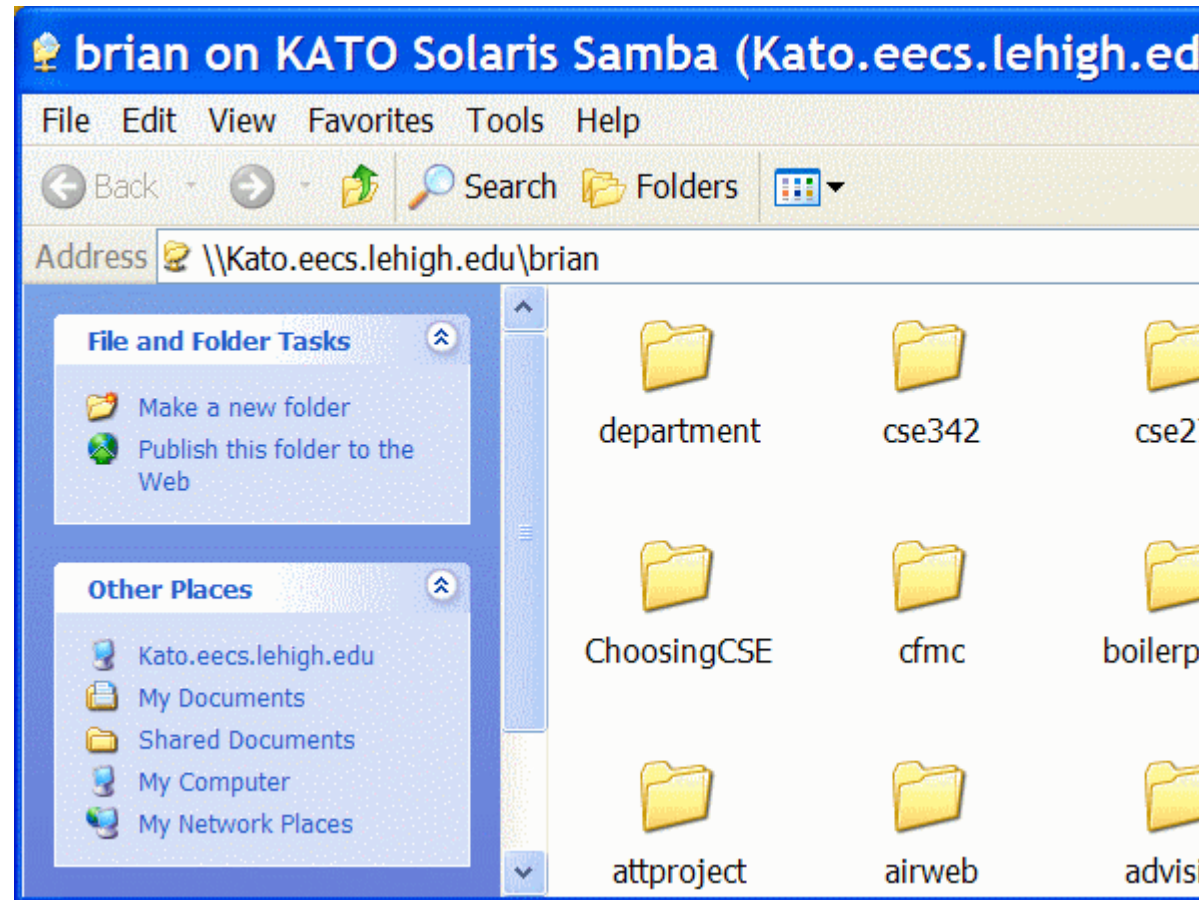 brian on KATO Solaris Samba (Kato.eecs.lehigh.ed
File Edit View Favorites Tools Help
Back Search Folders
Address \\Kato.eecs.lehigh.edu\brian
File and Folder Tasks
Make a new folder
Publish this folder to the
Web
Other Places
Kato.eecs.lehigh.edu
My Documents
Shared Documents
My Computer
My Network Places
department cse342
ChoosingCSE cfmc
attproject airweb